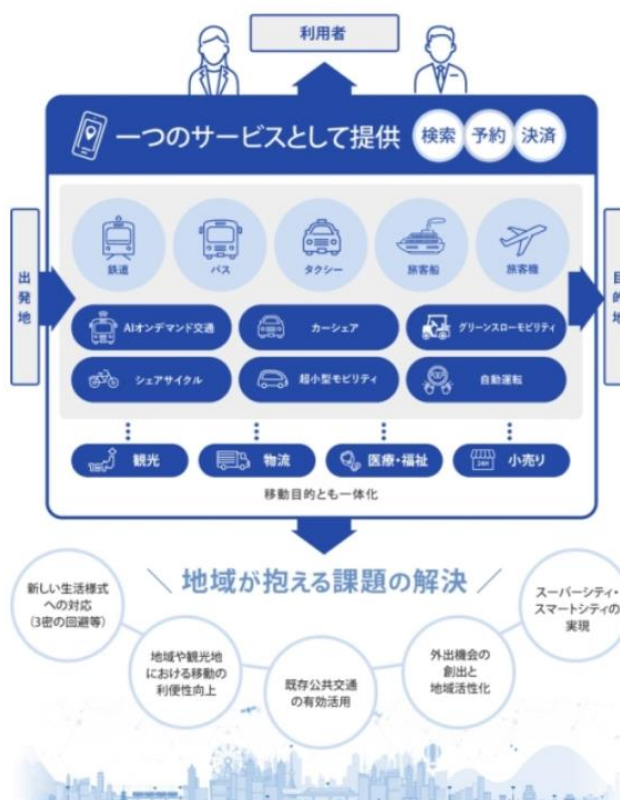 利用者
一つのサービスとして提供
検索
予約
決済
出発地
目的地
鉄道
バス
タクシー
旅客船
旅客機
AIオンデマンド交通
カーシェア
グリーンスローモビリティ
シェアサイクル
超小型モビリティ
自動運転
観光
物流
医療・福祉
24H
小売り
移動目的とも一体化
地域が抱える課題の解決
新しい生活様式
への対応
(3密の回避等)
地域や観光地
における移動の
利便性向上
既存公共交通
の有効活用
外出機会の
創出と
地域活性化
スーパーシティ・
スマートシティの
実現